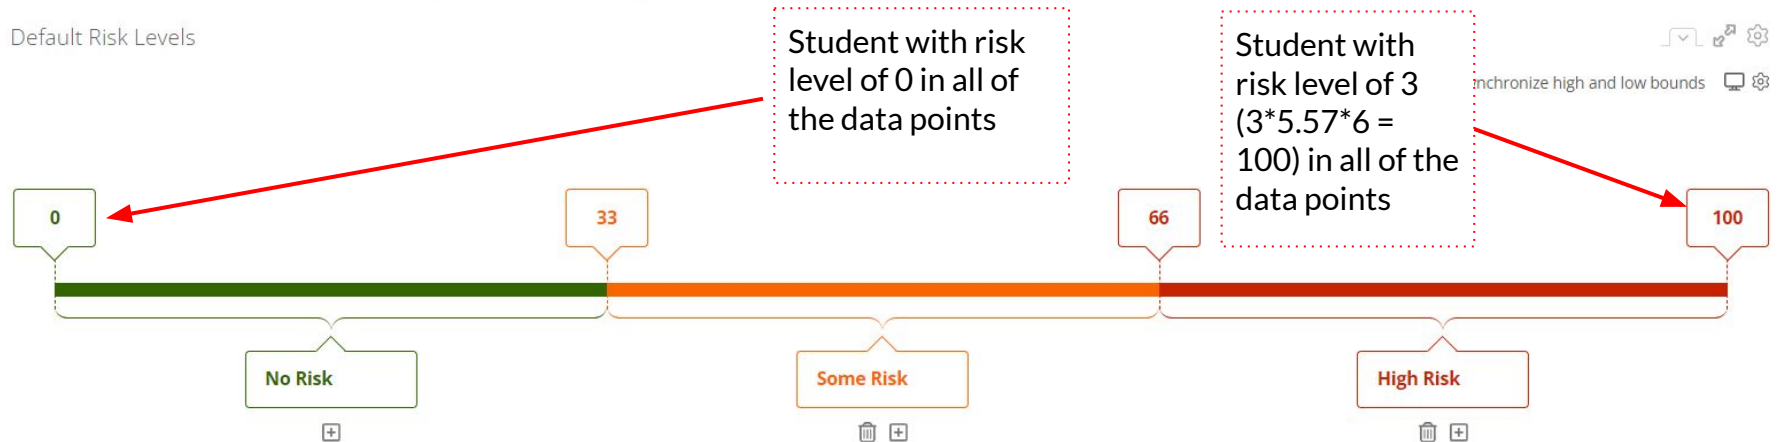 Default Risk Levels
Student with risk
level of 0 in all of
the data points
Student with
risk level of 3
(3*5.57*6 =
100) in all of the
data points
nchronize high and low bounds
0
33
66
100
No Risk
Some Risk
High Risk